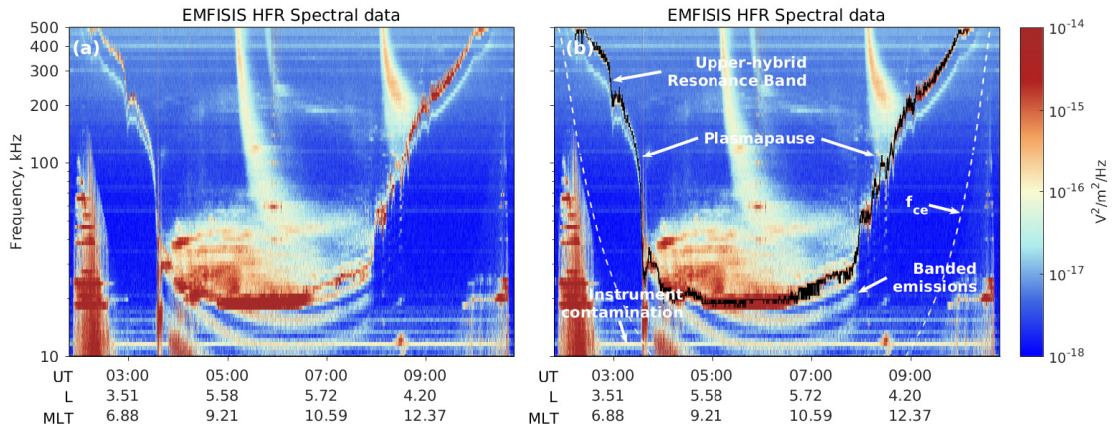 EMFISIS HFR Spectral data
500
400
300
200
100
10
Frequency, kHz
(a)
UT 03:00 05:00 07:00 09:00
L 3.51 5.58 5.72 4.20
MLT 6.88 9.21 10.59 12.37
EMFISIS HFR Spectral data
(b)
Upper-hybrid
Resonance Band
Plasmapause
f_ce
Banded
emissions
Instrument
contamination
UT 03:00 05:00 07:00 09:00
L 3.51 5.58 5.72 4.20
MLT 6.88 9.21 10.59 12.37
10⁻¹⁴
10⁻¹⁵
10⁻¹⁶
10⁻¹⁷
10⁻¹⁸
V²/m²/Hz